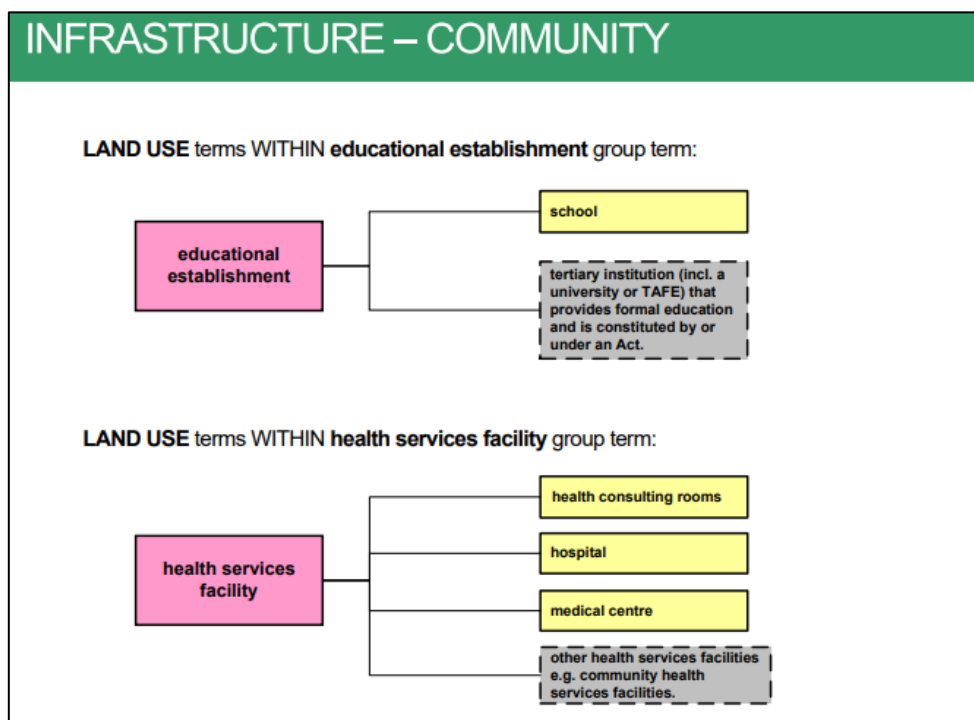 INFRASTRUCTURE – COMMUNITY
LAND USE terms WITHIN educational establishment group term:
educational
establishment
school
tertiary institution (incl. a
university or TAFE) that
provides formal education
and is constituted by or
under an Act.
LAND USE terms WITHIN health services facility group term:
health services
facility
health consulting rooms
hospital
medical centre
other health services facilities
e.g. community health
services facilities.